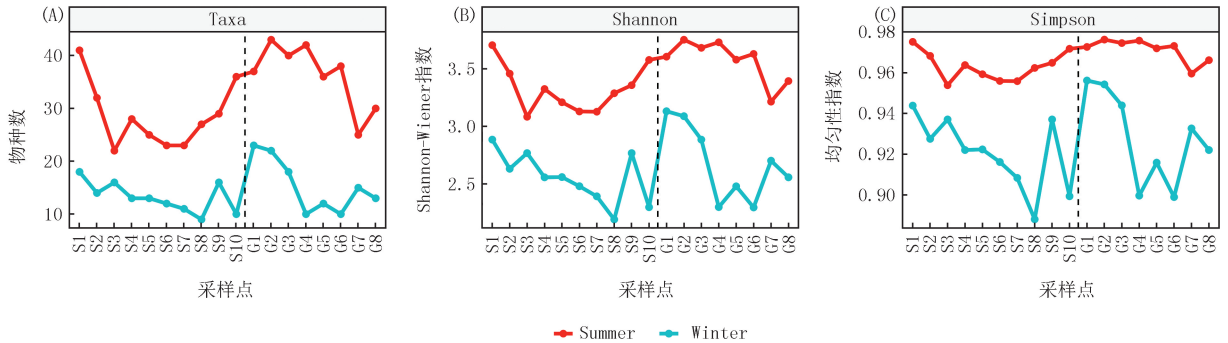 (A) Taxa
物种数
40
30
20
10
S1 S2 S3 S4 S5 S6 S7 S8 S9 S10 G1 G2 G3 G4 G5 G6 G7 G8
采样点
(B) Shannon
Shannon-Wiener指数
3.5
3.0
2.5
S1 S2 S3 S4 S5 S6 S7 S8 S9 S10 G1 G2 G3 G4 G5 G6 G7 G8
采样点
(C) Simpson
均匀性指数
0.98
0.96
0.94
0.92
0.90
S1 S2 S3 S4 S5 S6 S7 S8 S9 S10 G1 G2 G3 G4 G5 G6 G7 G8
采样点
Summer Winter